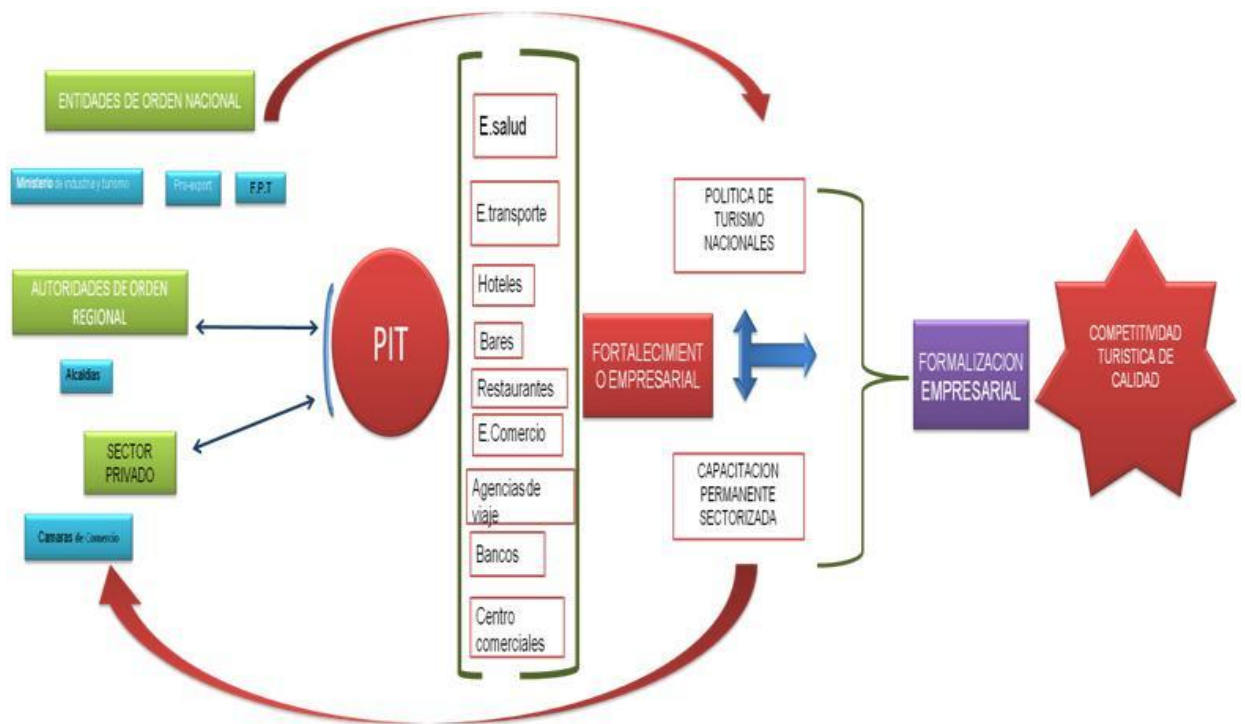 ENTIDADES DE ORDEN NACIONAL
Ministerio de industria y turismo
Pro-export
F.P.T
AUTORIDADES DE ORDEN
REGIONAL
Alcaldias
SECTOR
PRIVADO
Camaras de Comercio
PIT
E.salud
E.transporte
Hoteles
Bares
Restaurantes
E.Comercio
Agencias de
viaje
Bancos
Centro
comerciales
FORTALECIMIENT
O EMPRESARIAL
POLITICA DE
TURISMO
NACIONALES
CAPACITACION
PERMANENTE
SECTORIZADA
FORMALIZACION
EMPRESARIAL
COMPETITIVIDAD
TURISTICA DE
CALIDAD